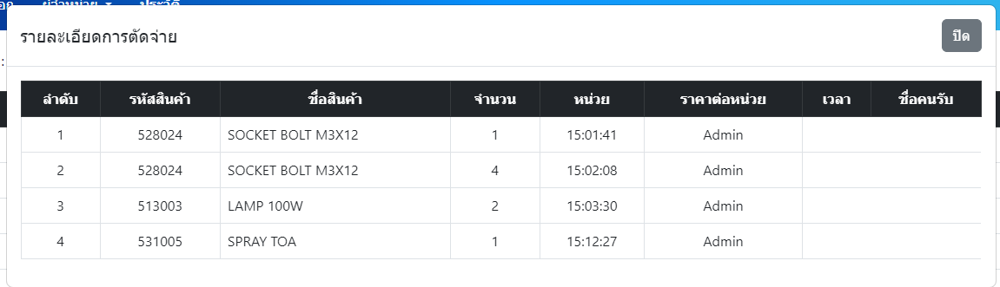 ประวัติ
รายละเอียดการตัดจ่าย ปิด
ลำดับ รหัสสินค้า ชื่อสินค้า จำนวน หน่วย ราคาต่อหน่วย เวลา ชื่อคนรับ
1 528024 SOCKET BOLT M3X12 1 15:01:41 Admin
2 528024 SOCKET BOLT M3X12 4 15:02:08 Admin
3 513003 LAMP 100W 2 15:03:30 Admin
4 531005 SPRAY TOA 1 15:12:27 Admin